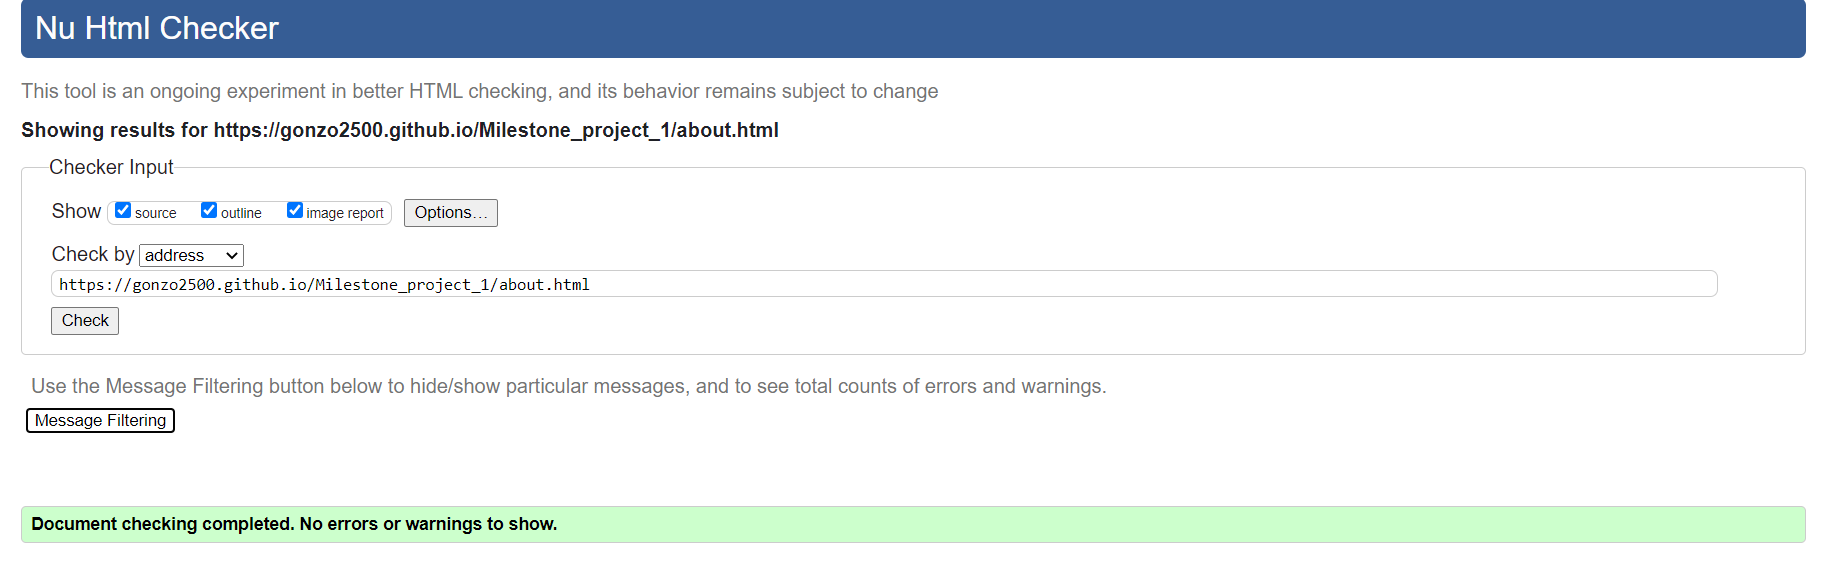 Nu Html Checker
This tool is an ongoing experiment in better HTML checking, and its behavior remains subject to change
Showing results for https://gonzo2500.github.io/Milestone_project_1/about.html
Checker Input
Show source outline image report Options...
Check by address
https://gonzo2500.github.io/Milestone_project_1/about.html
Check
Use the Message Filtering button below to hide/show particular messages, and to see total counts of errors and warnings.
Message Filtering
Document checking completed. No errors or warnings to show.